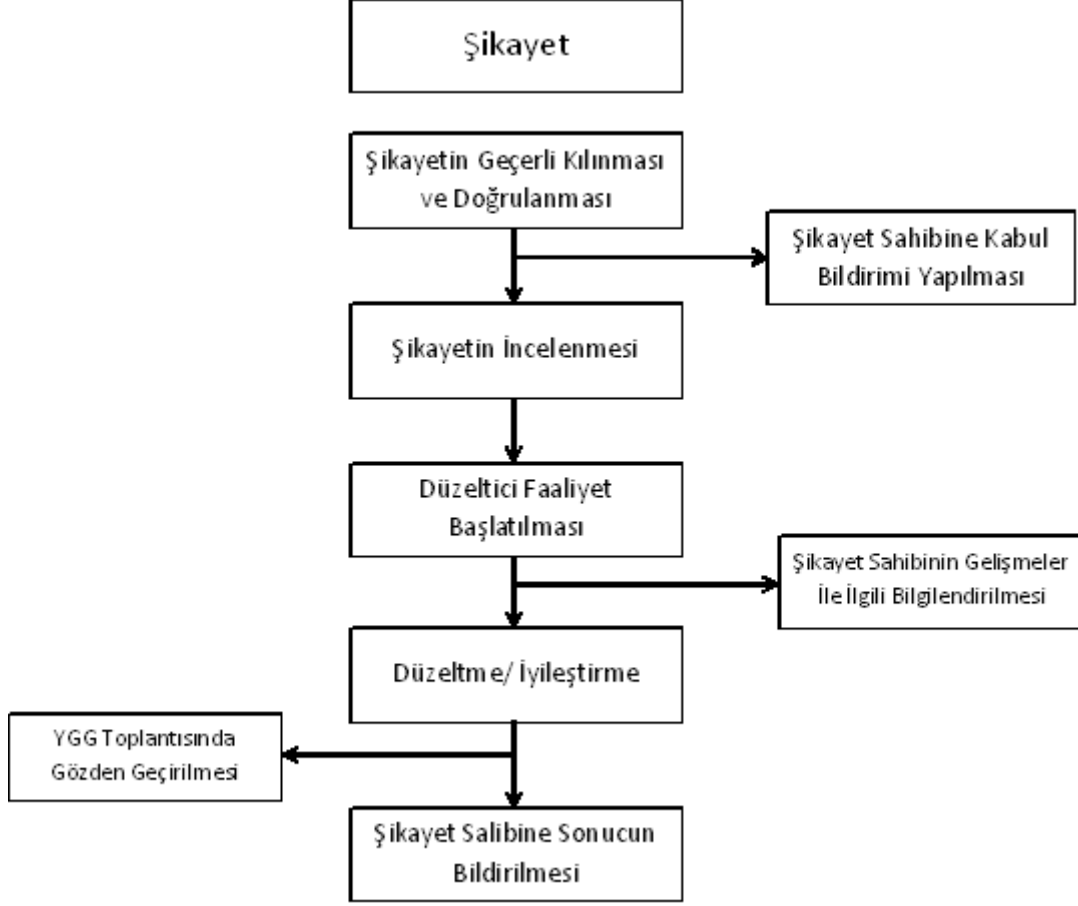 Şikayet
Şikayetin Geçerli Kılınması
ve Doğrulanması
Şikayet Sahibine Kabul
Bildirimi Yapılması
Şikayetin İncelenmesi
Düzeltici Faaliyet
Başlatılması
Şikayet Sahibinin Gelişmeler
İle İlgili Bilgilendirilmesi
Düzeltme/ İyileştirme
YGG Toplantısında
Gözden Geçirilmesi
Şikayet Salibine Sonucun
Bildirilmesi